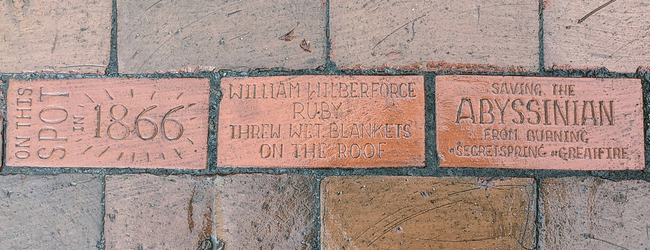 ON THIS
SPOT
IN 1866
WILLIAM WILBERFORCE
RUBY
THREW WET BLANKETS
ON THE ROOF
SAVING THE
ABYSSINIAN
FROM BURNING
#SECRETSPRING #GREATFIRE